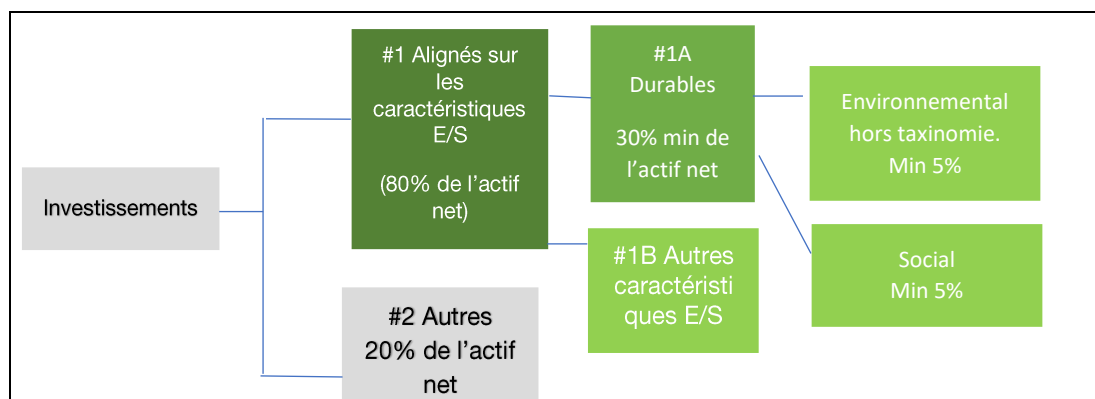 Investissements
#1 Alignés sur
les
caractéristiques
E/S
(80% de l’actif
net)
#2 Autres
20% de l’actif
net
#1A
Durables
30% min de
l’actif net
#1B Autres
caractéristi
ques E/S
Environnemental
hors taxinomie.
Min 5%
Social
Min 5%